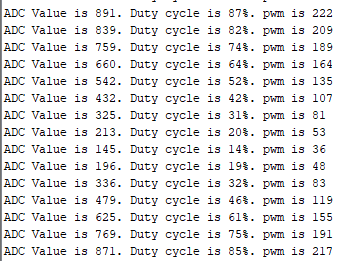 ADC Value is 891. Duty cycle is 87%. pwm is 222
ADC Value is 839. Duty cycle is 82%. pwm is 209
ADC Value is 759. Duty cycle is 74%. pwm is 189
ADC Value is 660. Duty cycle is 64%. pwm is 164
ADC Value is 542. Duty cycle is 52%. pwm is 135
ADC Value is 432. Duty cycle is 42%. pwm is 107
ADC Value is 325. Duty cycle is 31%. pwm is 81
ADC Value is 213. Duty cycle is 20%. pwm is 53
ADC Value is 145. Duty cycle is 14%. pwm is 36
ADC Value is 196. Duty cycle is 19%. pwm is 48
ADC Value is 336. Duty cycle is 32%. pwm is 83
ADC Value is 479. Duty cycle is 46%. pwm is 119
ADC Value is 625. Duty cycle is 61%. pwm is 155
ADC Value is 769. Duty cycle is 75%. pwm is 191
ADC Value is 871. Duty cycle is 85%. pwm is 217